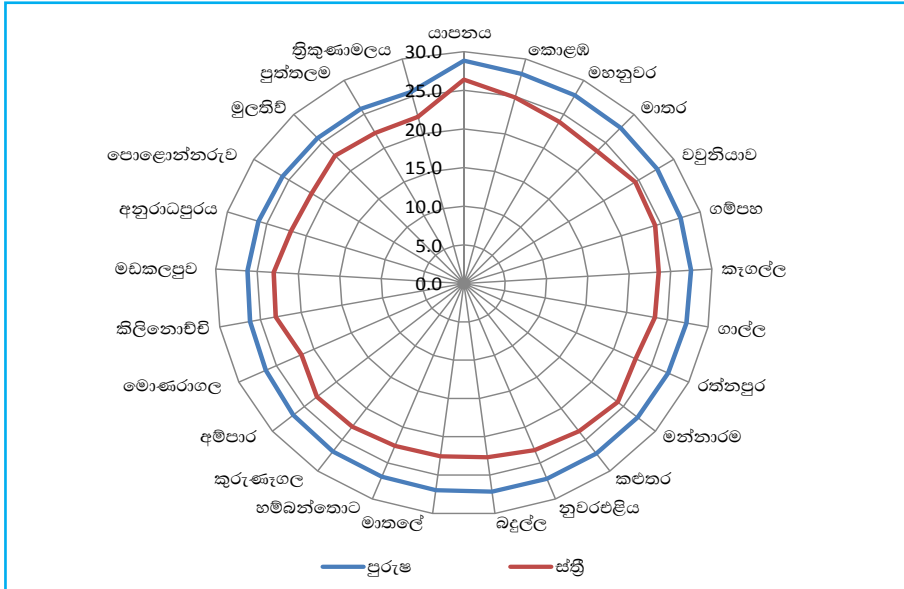 යාපනය
කොළඹ
මහනුවර
මාතර
වවුනියාව
ගම්පහ
කෑගල්ල
ගාල්ල
රත්නපුර
මන්නාරම
කළුතර
නුවරඑළිය
බදුල්ල
මාතලේ
හම්බන්තොට
කුරුණෑගල
අම්පාර
මොණරාගල
කිලිනොච්චි
මඩකලපුව
අනුරාධපුරය
පොළොන්නරුව
මුලතිව්
පුත්තලම
ත්‍රිකුණාමලය
30.0
25.0
20.0
15.0
10.0
5.0
0.0
පුරුෂ
ස්ත්‍රී